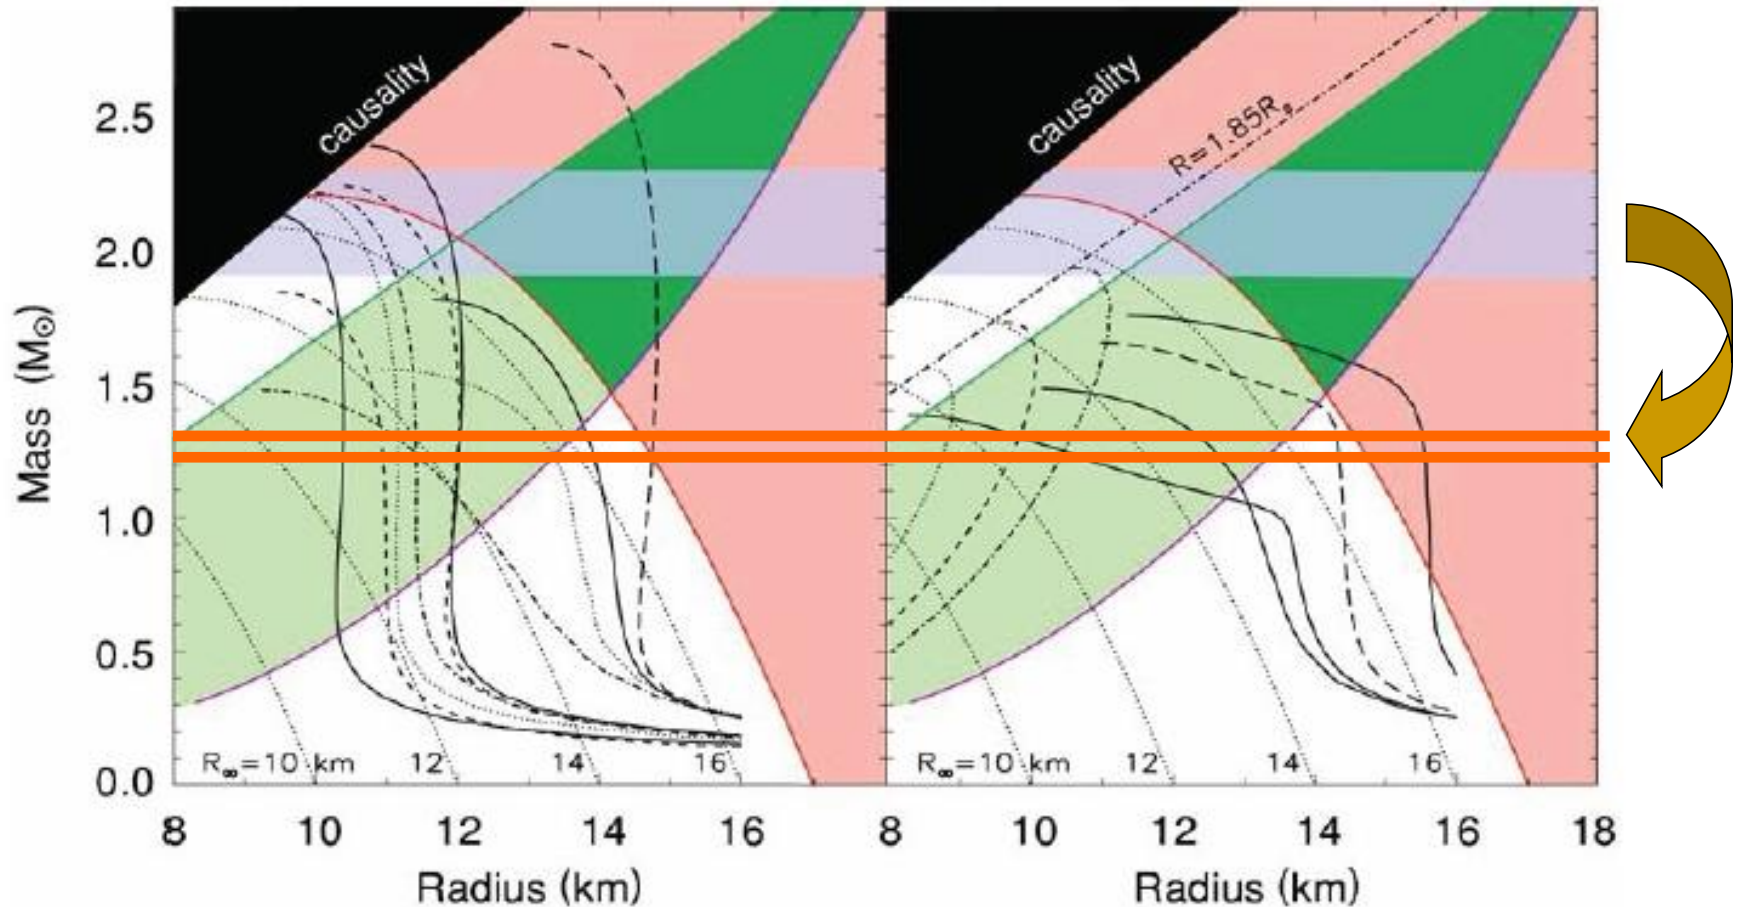 causality
causality
R=1.85Rg
Mass (M☉)
2.5
2.0
1.5
1.0
0.5
0.0
R∞=10 km 12 14 16
R∞=10 km 12 14 16
8 10 12 14 16 8 10 12 14 16 18
Radius (km) Radius (km)